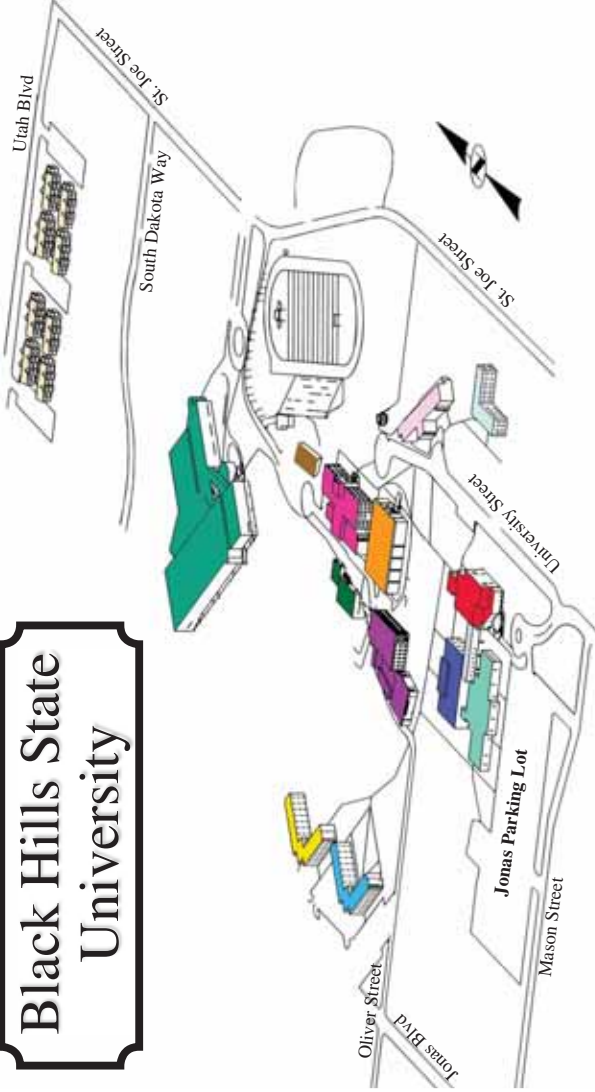 Black Hills State
University
Utah Blvd
St. Joe Street
South Dakota Way
St. Joe Street
University Street
Jonas Parking Lot
Mason Street
Oliver Street
Jonas Blvd